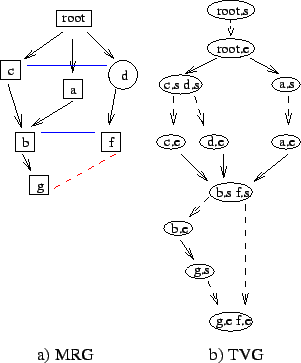 root
c
a
d
b
f
g
a) MRG
root.s
root.e
c.s d.s
a.s
c.e
d.e
a.e
b.s f.s
b.e
g.s
g.e f.e
b) TVG